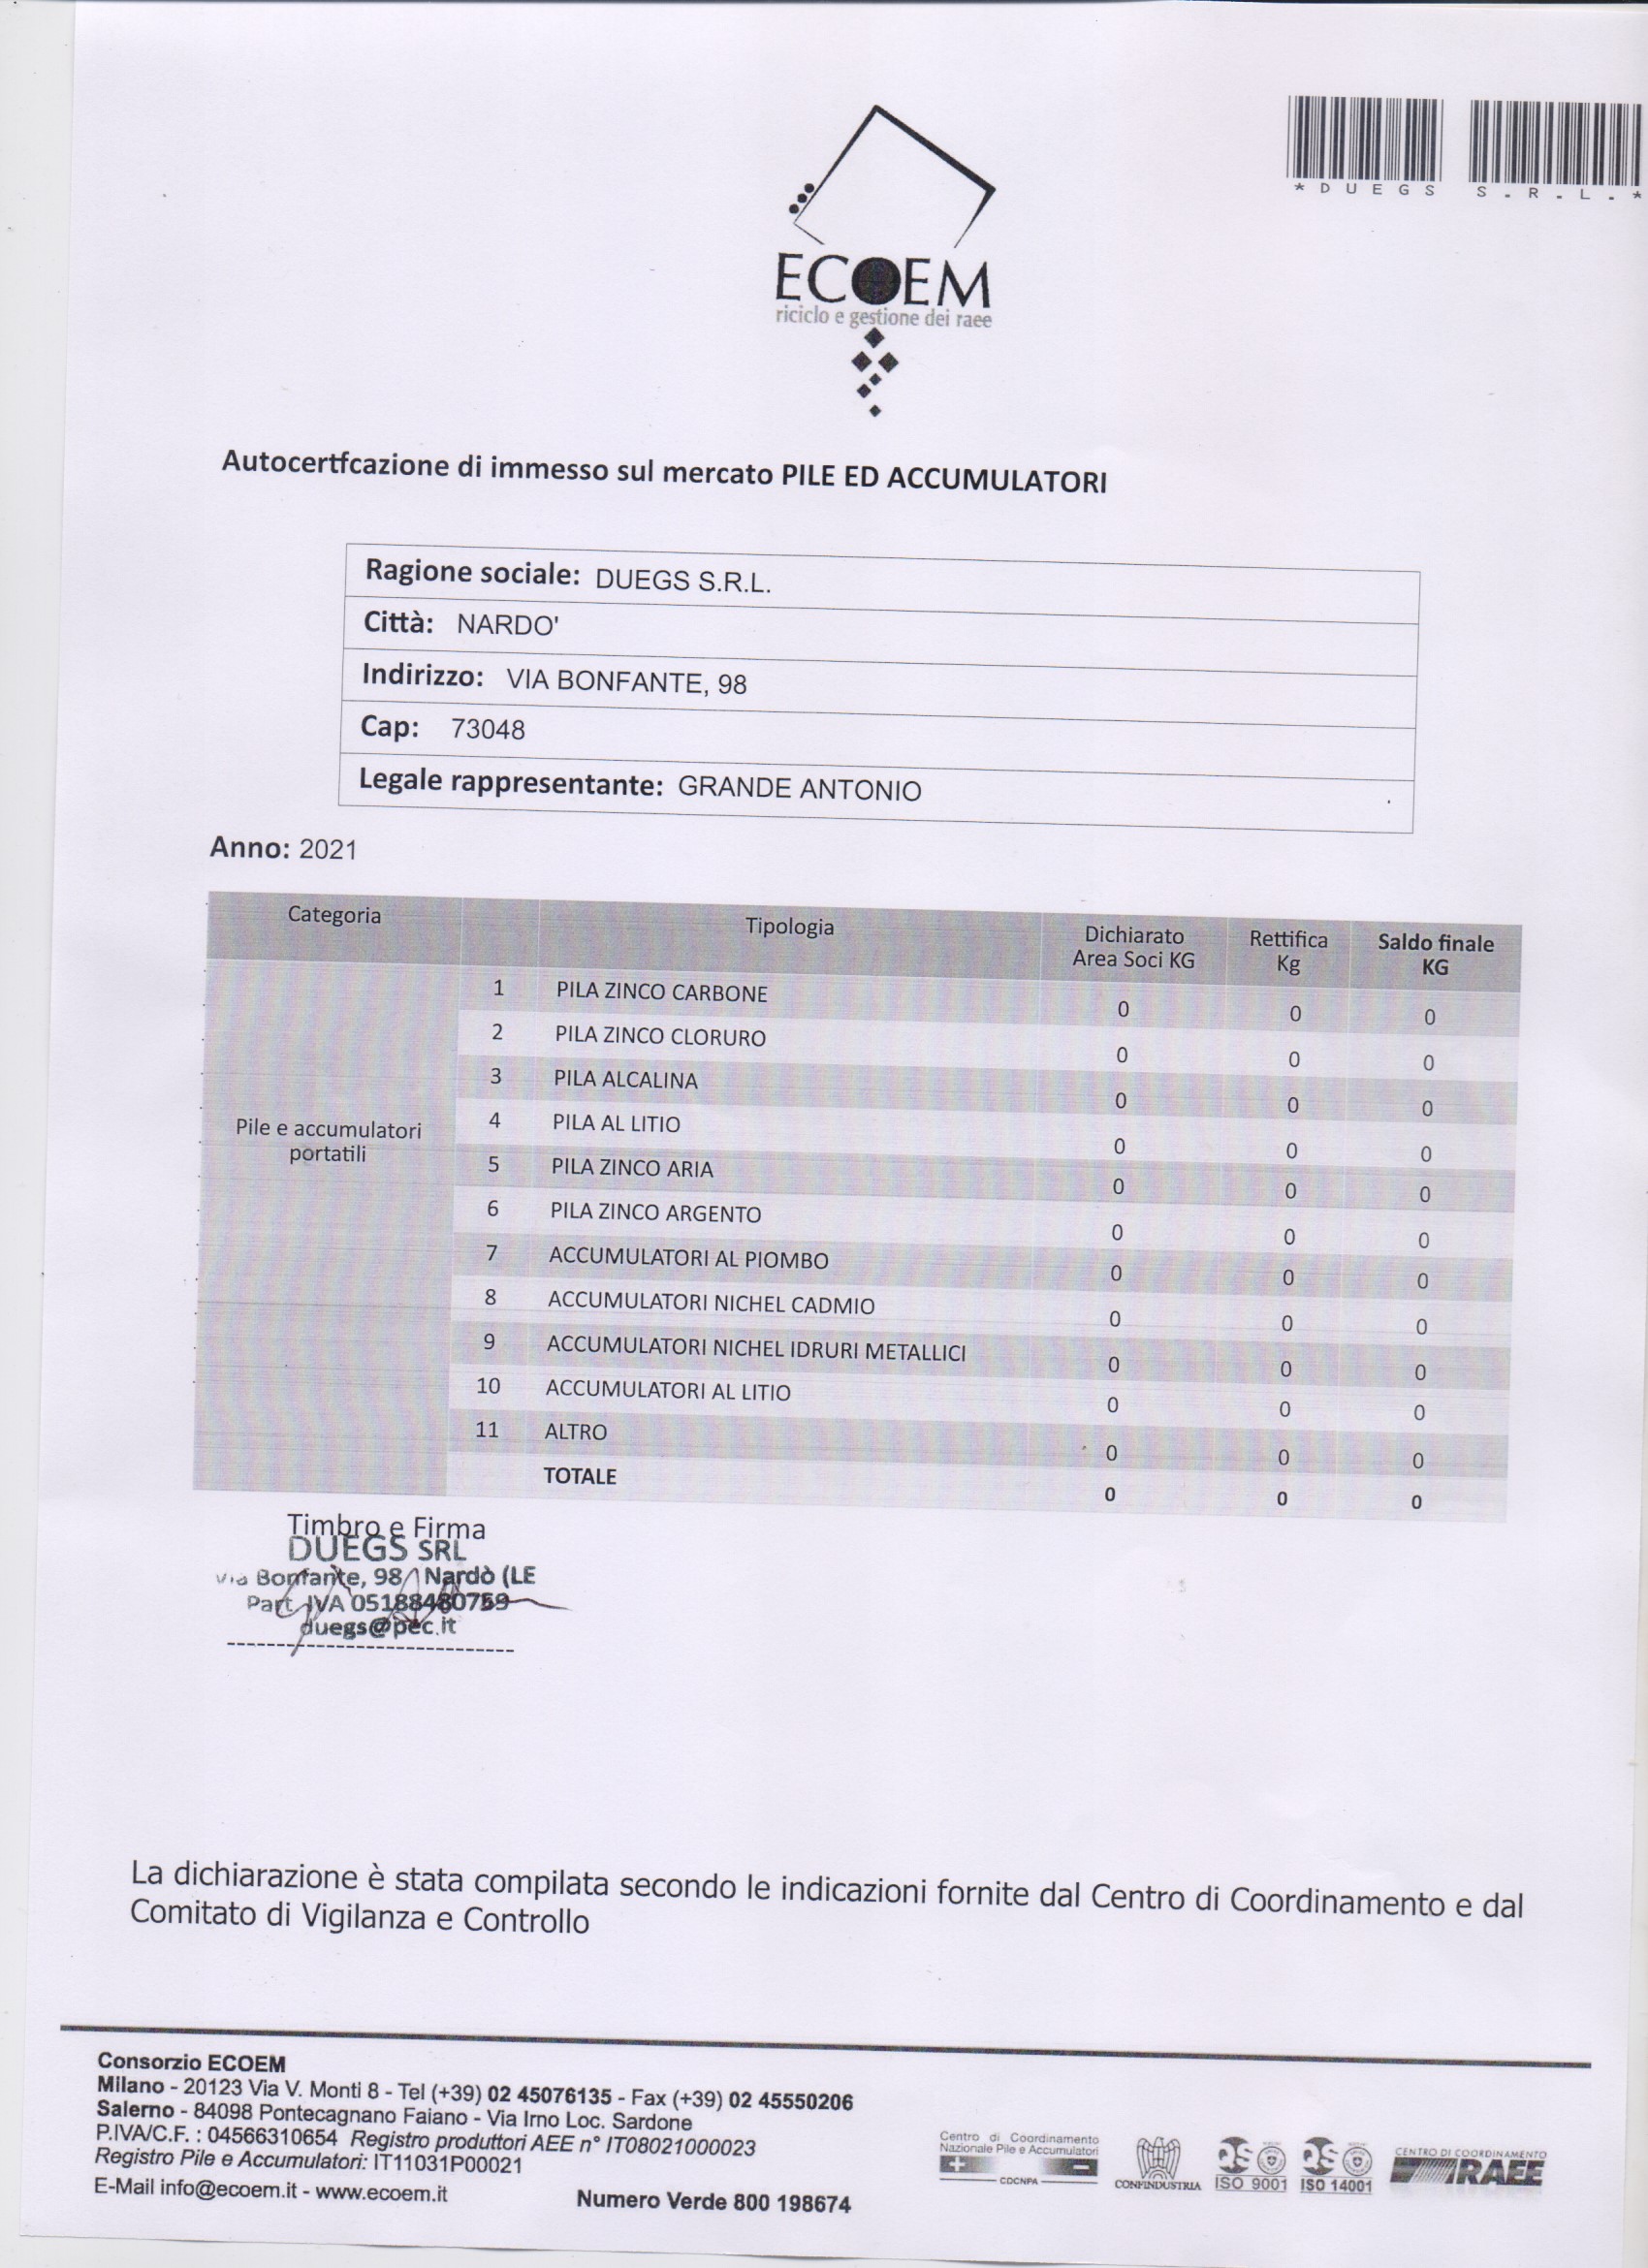 *DUEGS S.R.L.*
ECOEM
riciclo e gestione dei raee
Autocertfcazione di immesso sul mercato PILE ED ACCUMULATORI
Ragione sociale: DUEGS S.R.L.
Città: NARDO'
Indirizzo: VIA BONFANTE, 98
Cap: 73048
Legale rappresentante: GRANDE ANTONIO
Anno: 2021
Categoria Tipologia Dichiarato Area Soci KG Rettifica Kg Saldo finale KG
Pile e accumulatori portatili
1 PILA ZINCO CARBONE 0 0 0
2 PILA ZINCO CLORURO 0 0 0
3 PILA ALCALINA 0 0 0
4 PILA AL LITIO 0 0 0
5 PILA ZINCO ARIA 0 0 0
6 PILA ZINCO ARGENTO 0 0 0
7 ACCUMULATORI AL PIOMBO 0 0 0
8 ACCUMULATORI NICHEL CADMIO 0 0 0
9 ACCUMULATORI NICHEL IDRURI METALLICI 0 0 0
10 ACCUMULATORI AL LITIO 0 0 0
11 ALTRO 0 0 0
TOTALE 0 0 0
Timbro e Firma
DUEGS SRL
Via Bonfante, 98 Nardò (LE
Part. IVA 05188480759
duegs@pec.it
La dichiarazione è stata compilata secondo le indicazioni fornite dal Centro di Coordinamento e dal
Comitato di Vigilanza e Controllo
Consorzio ECOEM
Milano - 20123 Via V. Monti 8 - Tel (+39) 02 45076135 - Fax (+39) 02 45550206
Salerno - 84098 Pontecagnano Faiano - Via Irno Loc. Sardone
P.IVA/C.F. : 04566310654 Registro produttori AEE n° IT08021000023
Registro Pile e Accumulatori: IT11031P00021
E-Mail info@ecoem.it - www.ecoem.it
Numero Verde 800 198674
Centro di Coordinamento
Nazionale Pile e Accumulatori
CDCNPA
CONFINDUSTRIA
QS
ISO 9001
QS
ISO 14001
CENTRO DI COORDINAMENTO
RAEE